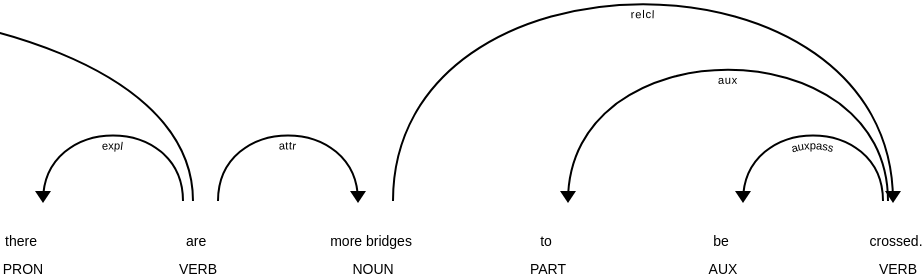 relcl
aux
expl attr auxpass
there are more bridges to be crossed.
PRON VERB NOUN PART AUX VERB